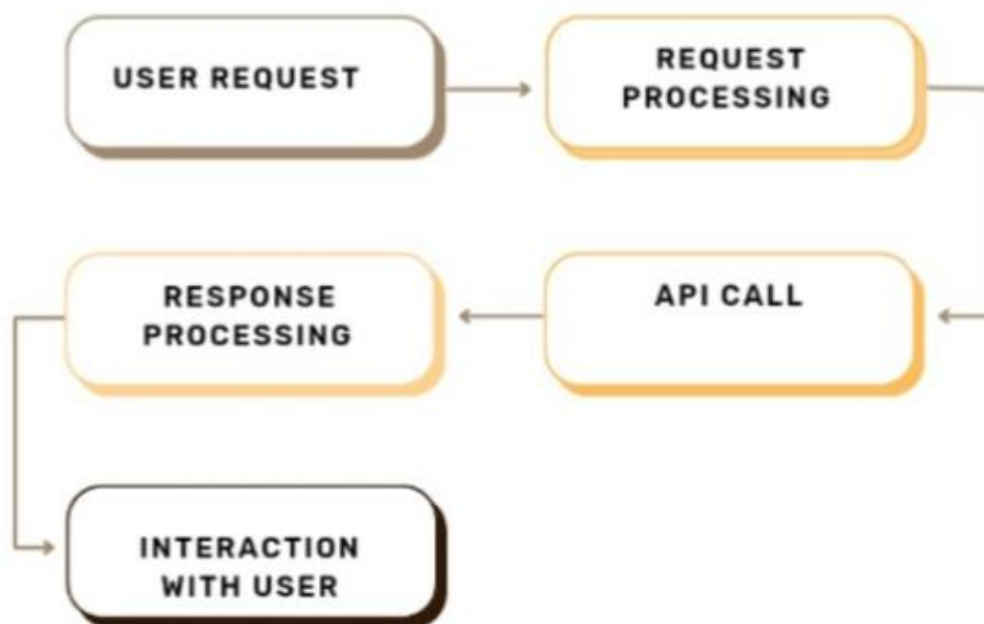 USER REQUEST
REQUEST
PROCESSING
API CALL
RESPONSE
PROCESSING
INTERACTION
WITH USER